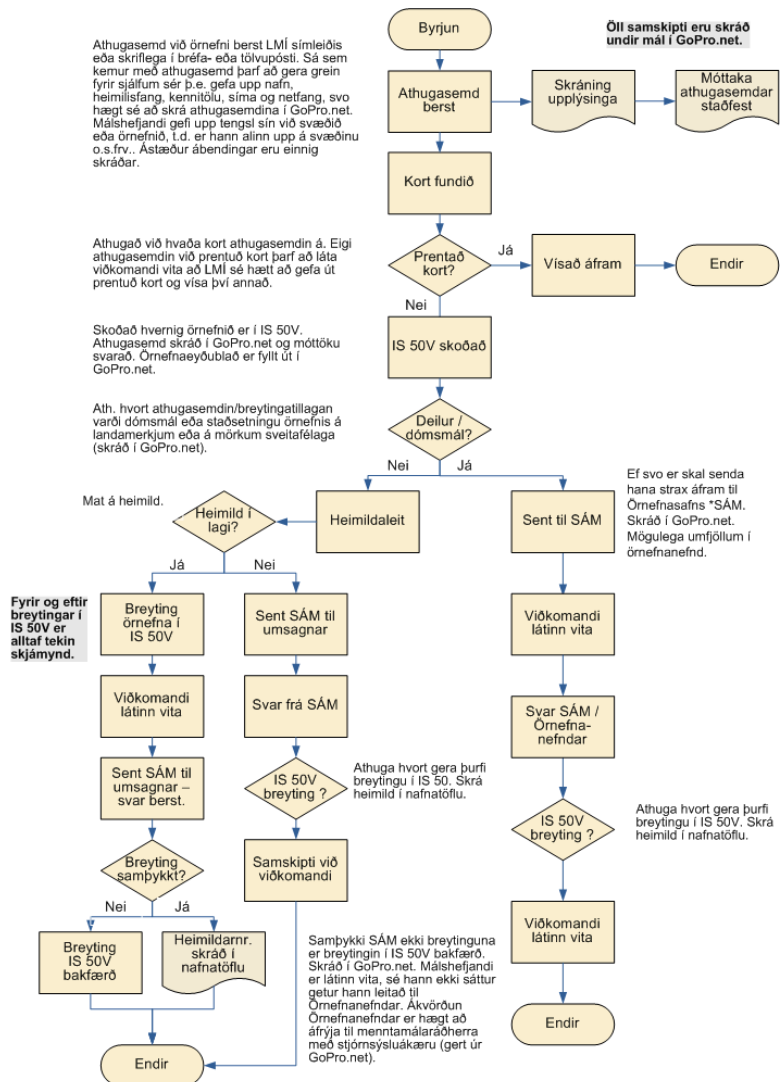 Byrjun
Öll samskipti eru skráð
undir mál í GoPro.net.
Athugasemd við örnefni berst LMÍ símleiðis
eða skriflega í bréfa- eða tölvupósti. Sá sem
kemur með athugasemd þarf að gera grein
fyrir sjálfum sér þ.e. gefa upp nafn,
heimilisfang, kennitölu, síma og netfang, svo
hægt sé að skrá athugasemdina í GoPro.net.
Málshefjandi gefi upp tengsl sín við svæðið
eða örnefnið, t.d. er hann alinn upp á svæðinu
o.s.frv.. Ástæður ábendingar eru einnig
skráðar.
Athugasemd
berst
Skráning
upplýsinga
Móttaka
athugasemdar
staðfest
Kort fundið
Athugað við hvaða kort athugasemdin á. Eigi
athugasemdin við prentuð kort þarf að láta
viðkomandi vita að LMÍ sé hætt að gefa út
prentuð kort og vísa því annað.
Prentað
kort?
Já
Vísað áfram
Endir
Nei
Skoðað hvernig örnefnið er í IS 50V.
Athugasemd skráð í GoPro.net og móttöku
svarað. Örnefnaeyðublað er fyllt út í
GoPro.net.
IS 50V skoðað
Ath. hvort athugasemdin/breytingatillagan
varði dómsmál eða staðsetningu örnefnis á
landamerkjum eða á mörkum sveitafélaga
(skráð í GoPro.net).
Deilur /
dómsmál?
Nei
Já
Mat á heimild.
Heimild í
lagi?
Heimildaleit
Sent til SÁM
Ef svo er skal senda
hana strax áfram til
Örnefnasafns *SÁM.
Skráð í GoPro.net.
Mögulega umfjöllum í
örnefnanefnd.
Já
Nei
Fyrir og eftir
breytingar í
IS 50V er
alltaf tekin
skjámynd.
Breyting
örnefna í
IS 50V
Sent SÁM til
umsagnar
Viðkomandi
látinn vita
Viðkomandi
látinn vita
Svar frá SÁM
Svar SÁM /
Örnefna-
nefndar
Sent SÁM til
umsagnar –
svar berst.
IS 50V
breyting ?
Athuga hvort gera þurfi
breytingu í IS 50. Skrá
heimild í nafnatöflu.
IS 50V
breyting ?
Athuga hvort gera þurfi
breytingu í IS 50V. Skrá
heimild í nafnatöflu.
Breyting
samþykkt?
Samskipti við
viðkomandi
Nei
Já
Viðkomandi
látinn vita
Breyting
IS 50V
bakfærð
Heimildarnr.
skráð í
nafnatöflu
Samþykki SÁM ekki breytinguna
er breytingin í IS 50V bakfærð.
Skráð í GoPro.net. Málshefjandi
er látinn vita, sé hann ekki sáttur
getur hann leitað til
Örnefnanefndar. Ákvörðun
Örnefnanefndar er hægt að
áfrýja til menntamálaráðherra
með stjórnsýslukæru (gert úr
GoPro.net).
Endir
Endir